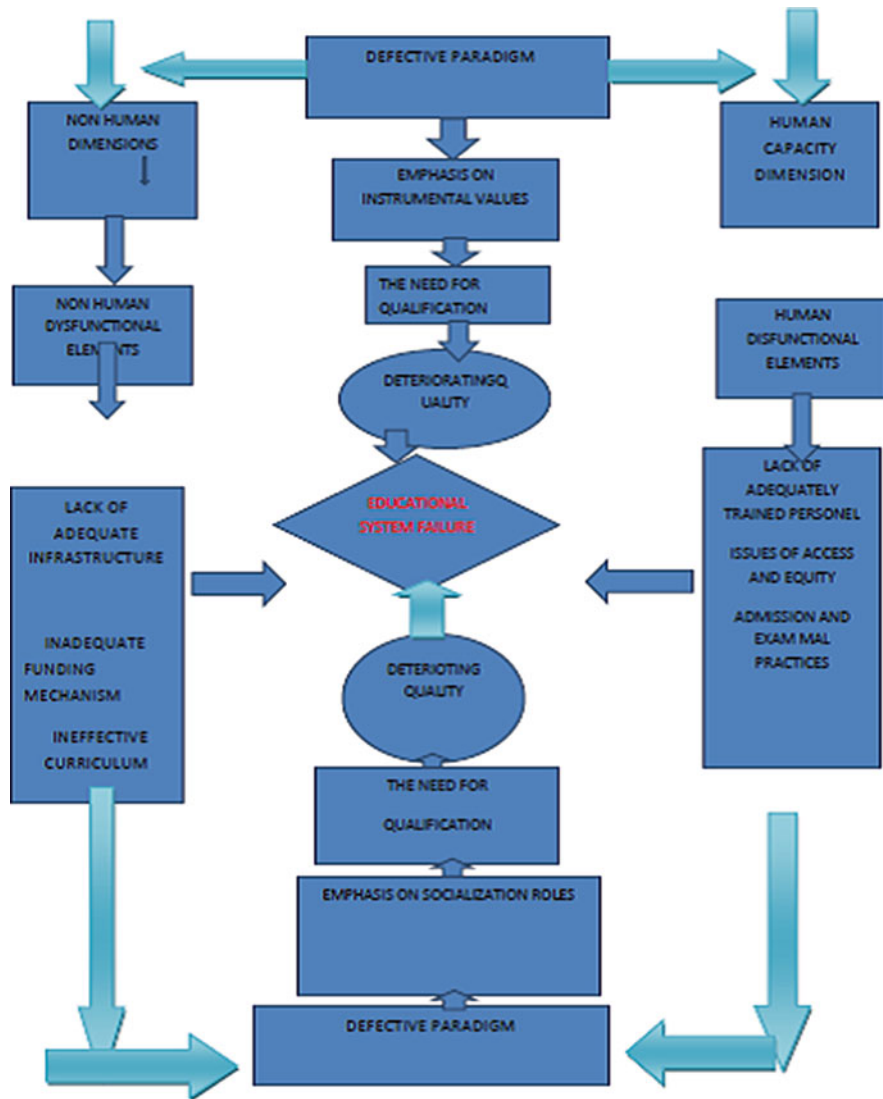 DEFECTIVE PARADIGM
NON HUMAN
DIMENSIONS
HUMAN
CAPACITY
DIMENSION
EMPHASIS ON
INSTRUMENTAL VALUES
THE NEED FOR
QUALIFICATION
NON HUMAN
DYSFUNCTIONAL
ELEMENTS
HUMAN
DISFUNCTIONAL
ELEMENTS
DETERIORATINGQ
UALITY
EDUCATIONAL
SYSTEM FAILURE
LACK OF
ADEQUATE
INFRASTRUCTURE
INADEQUATE
FUNDING
MECHANISM
INEFFECTIVE
CURRICULUM
LACK OF
ADEQUATELY
TRAINED PERSONEL
ISSUES OF ACCESS
AND EQUITY
ADMISSION AND
EXAM MAL
PRACTICES
DETERIOTING
QUALITY
THE NEED FOR
QUALIFICATION
EMPHASIS ON SOCIALIZATION ROLES
DEFECTIVE PARADIGM